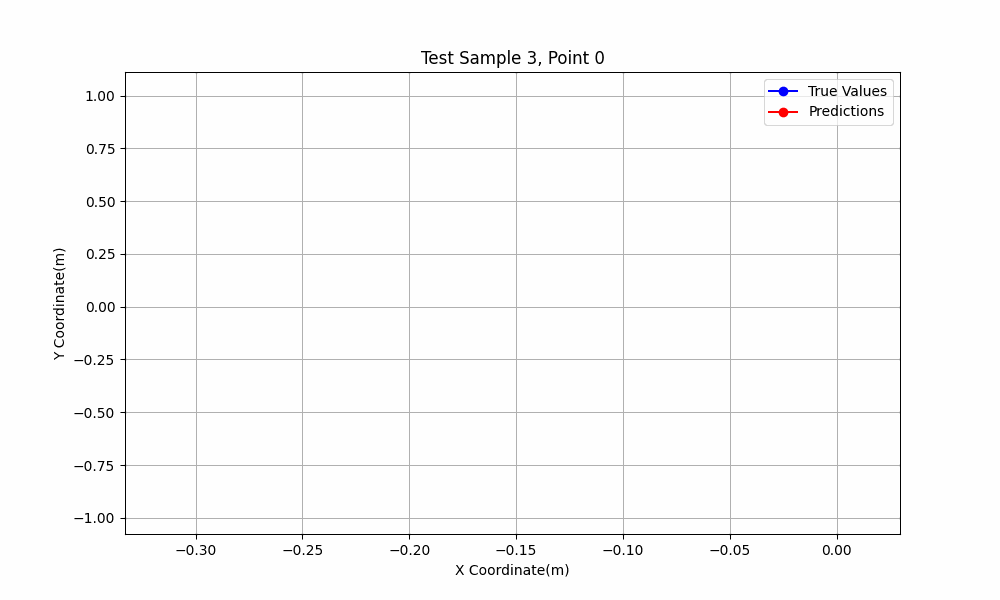 Test Sample 3, Point 0
True Values
Predictions
1.00
0.75
0.50
0.25
0.00
−0.25
−0.50
−0.75
−1.00
Y Coordinate(m)
−0.30 −0.25 −0.20 −0.15 −0.10 −0.05 0.00
X Coordinate(m)